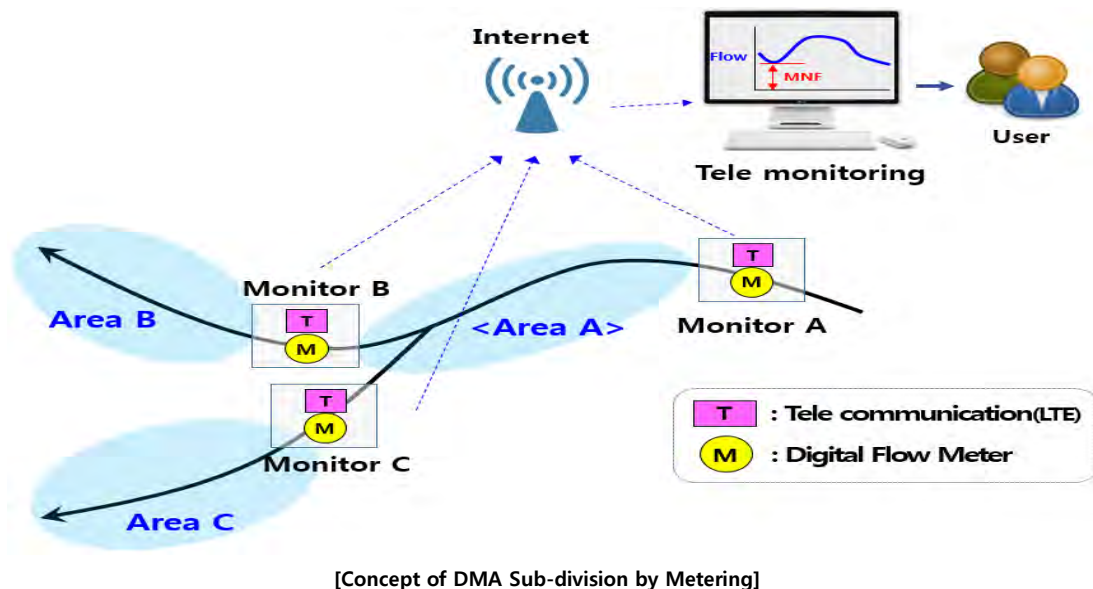 Internet
Flow
MNF
User
Tele monitoring
T
M
Monitor B
Area B
T
M
<Area A>
Monitor A
T
M
Monitor C
Area C
T : Tele communication(LTE)
M : Digital Flow Meter
[Concept of DMA Sub-division by Metering]